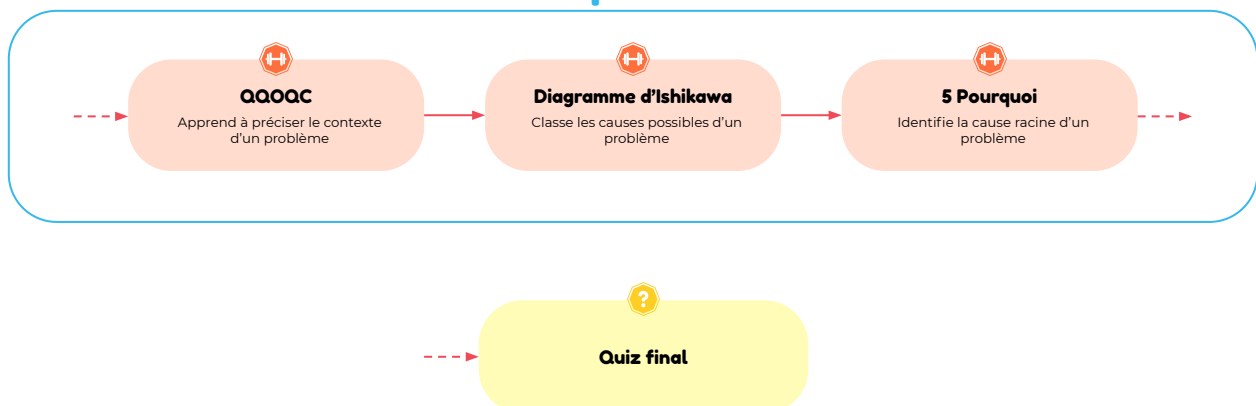 QQOQC
Apprend à préciser le contexte
d'un problème
Diagramme d'Ishikawa
Classe les causes possibles d'un
problème
5 Pourquoi
Identifie la cause racine d'un
problème
?
Quiz final